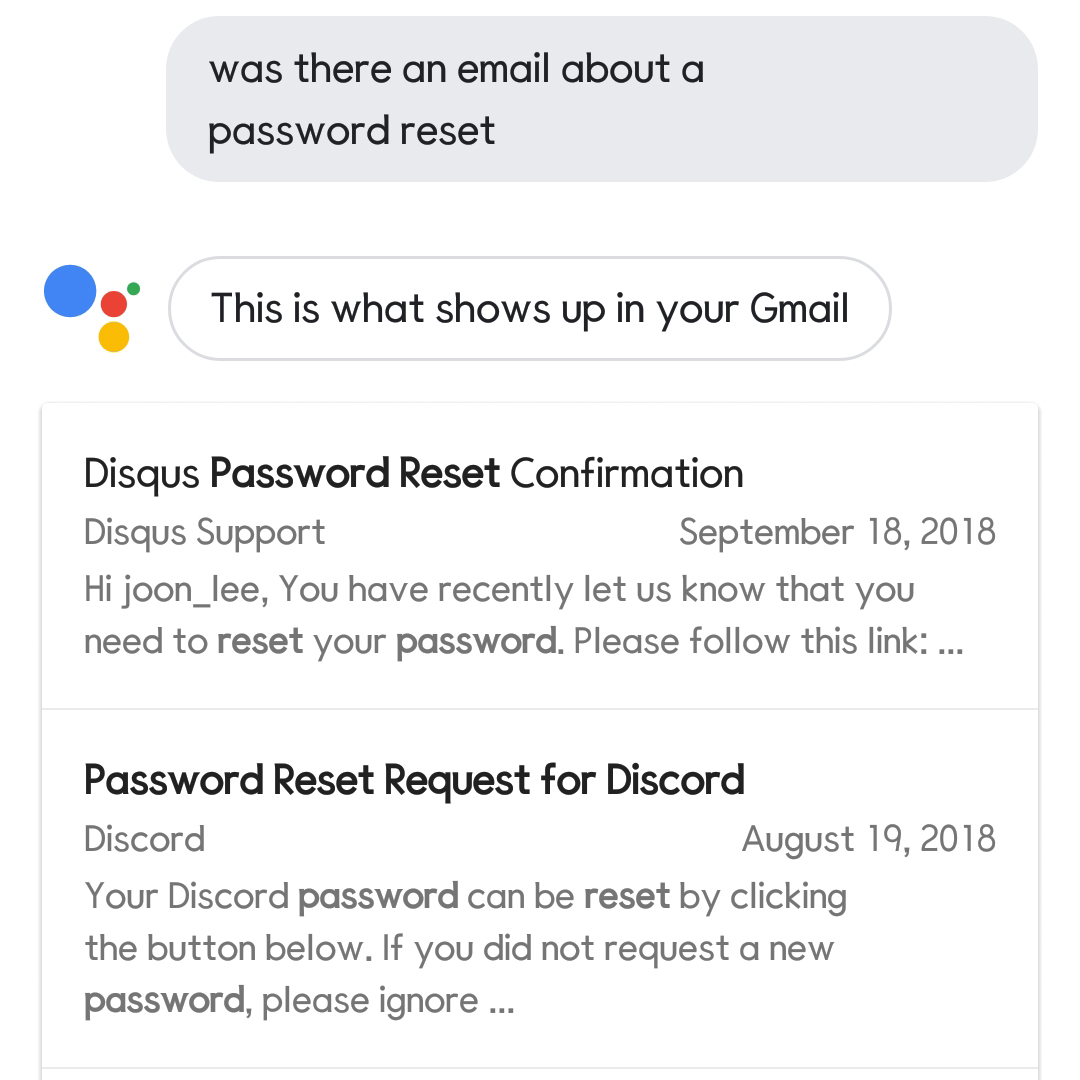 was there an email about a
password reset
This is what shows up in your Gmail
Disqus Password Reset Confirmation
Disqus Support September 18, 2018
Hi joon_lee, You have recently let us know that you
need to reset your password. Please follow this link: ...
Password Reset Request for Discord
Discord August 19, 2018
Your Discord password can be reset by clicking
the button below. If you did not request a new
password, please ignore ...